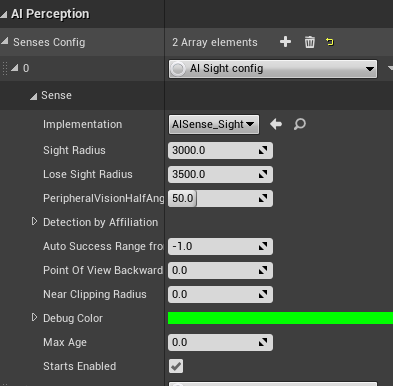 AI Perception
Senses Config 2 Array elements
0 AI Sight config
Sense
Implementation AISense_Sight
Sight Radius 3000.0
Lose Sight Radius 3500.0
PeripheralVisionHalfAng 50.0
Detection by Affiliation
Auto Success Range fro -1.0
Point Of View Backward 0.0
Near Clipping Radius 0.0
Debug Color
Max Age 0.0
Starts Enabled